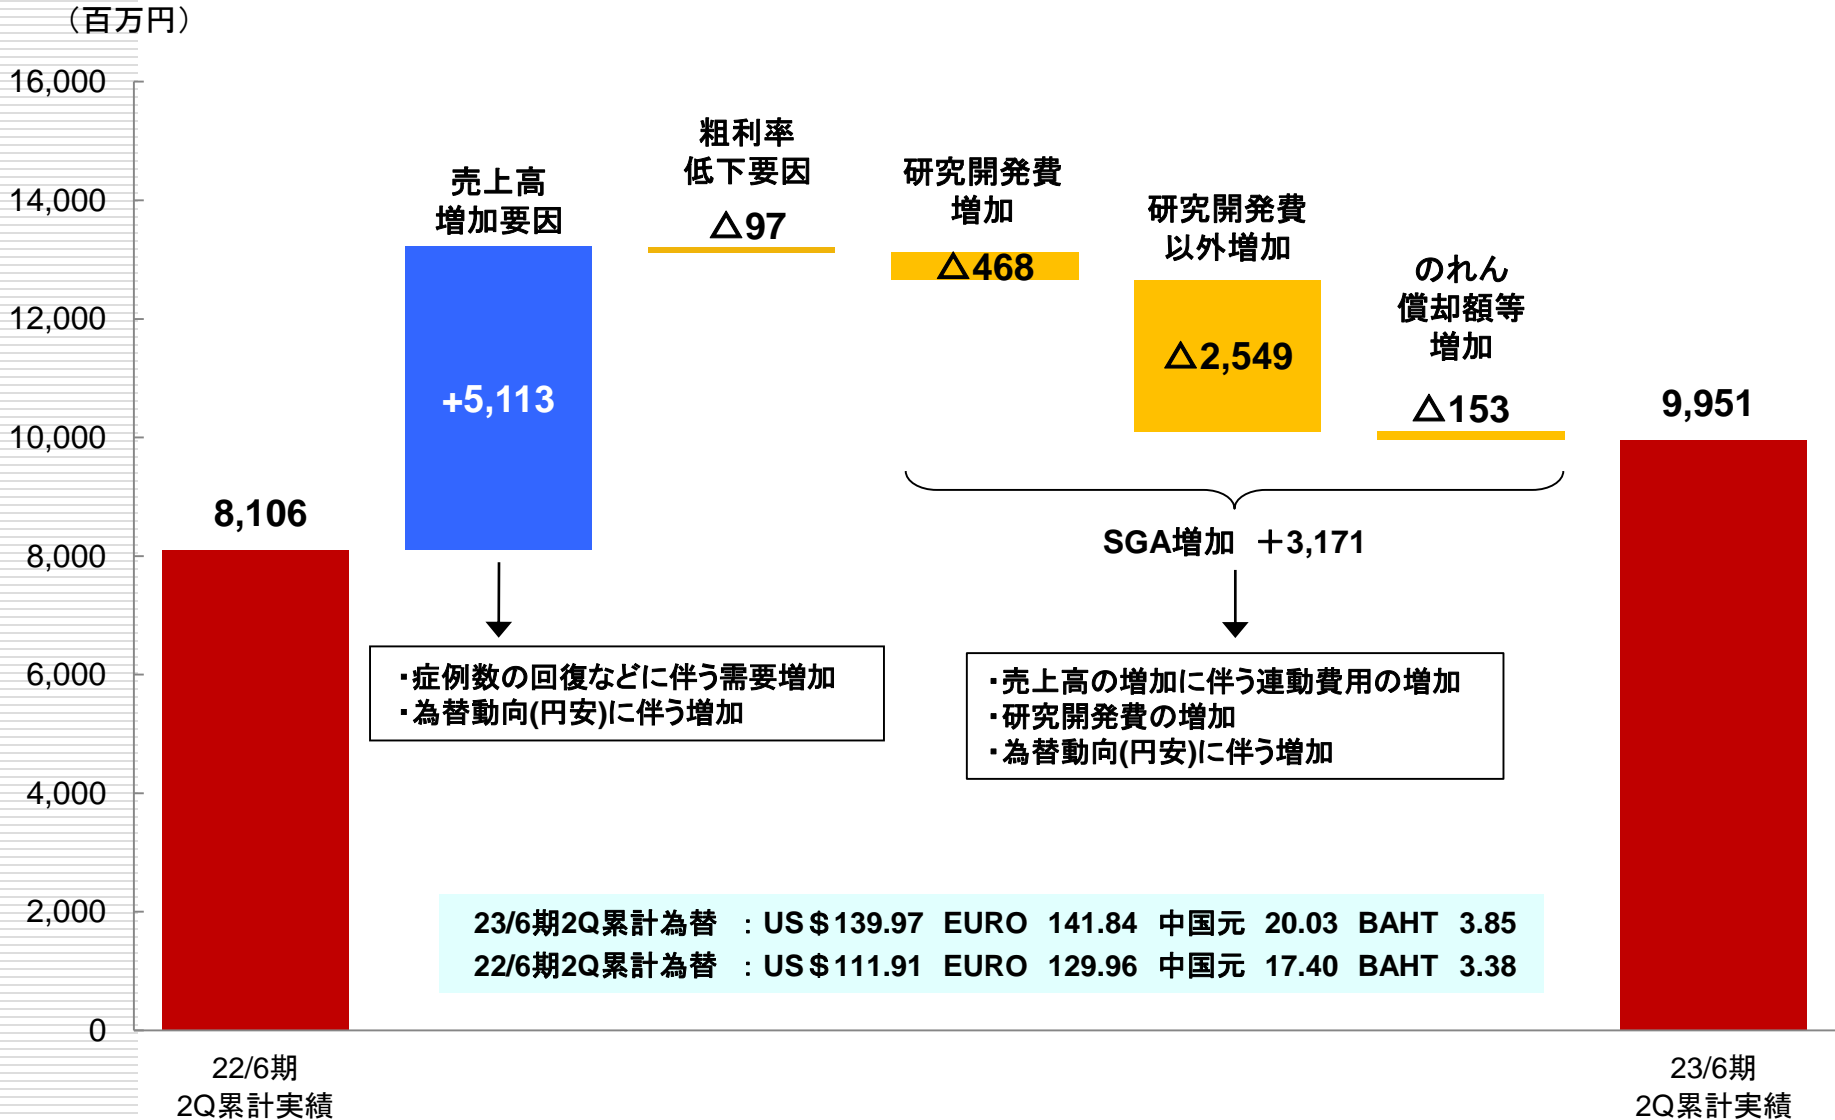 （百万円）
16,000
14,000
12,000
10,000
8,000
6,000
4,000
2,000
0
8,106
売上高
増加要因
+5,113
粗利率
低下要因
△97
研究開発費
増加
△468
研究開発費
以外増加
△2,549
のれん
償却額等
増加
△153
9,951
SGA増加 ＋3,171
・症例数の回復などに伴う需要増加
・為替動向(円安)に伴う増加
・売上高の増加に伴う連動費用の増加
・研究開発費の増加
・為替動向(円安)に伴う増加
23/6期2Q累計為替 ：US＄139.97 EURO 141.84 中国元 20.03 BAHT 3.85
22/6期2Q累計為替 ：US＄111.91 EURO 129.96 中国元 17.40 BAHT 3.38
22/6期
2Q累計実績
23/6期
2Q累計実績